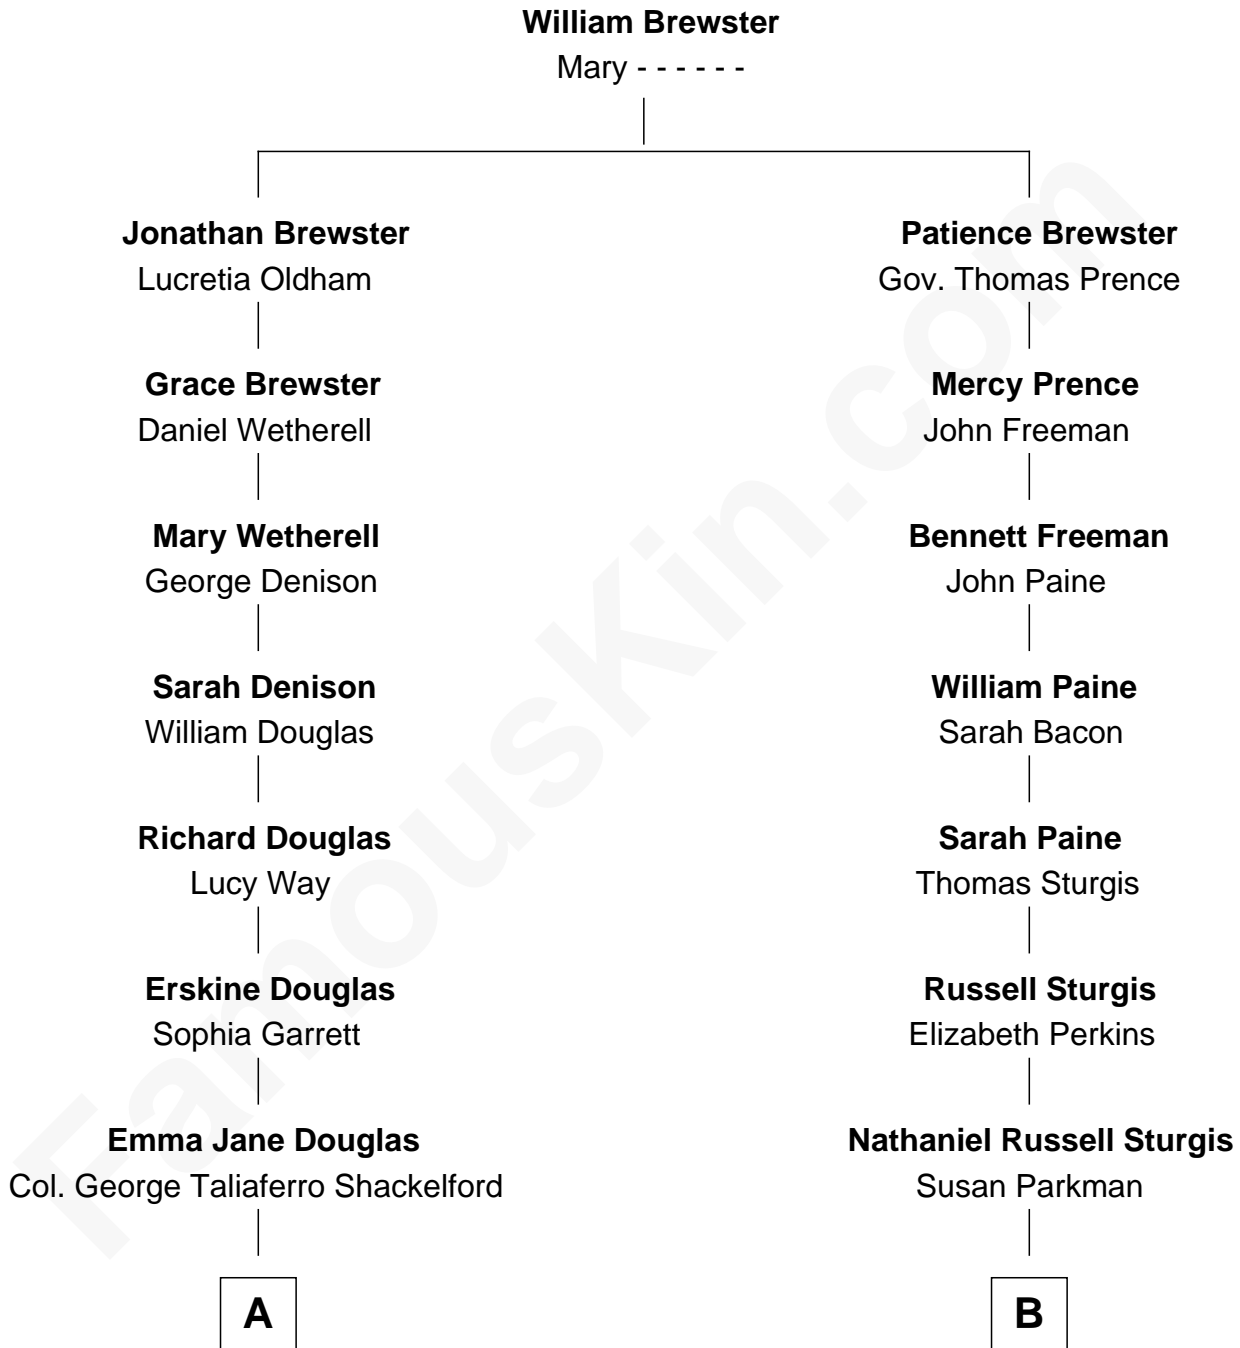 William Brewster
Mary - - - - - -
Jonathan Brewster
Lucretia Oldham
Patience Brewster
Gov. Thomas Prence
Grace Brewster
Daniel Wetherell
Mercy Prence
John Freeman
Mary Wetherell
George Denison
Bennett Freeman
John Paine
Sarah Denison
William Douglas
William Paine
Sarah Bacon
Richard Douglas
Lucy Way
Sarah Paine
Thomas Sturgis
Erskine Douglas
Sophia Garrett
Russell Sturgis
Elizabeth Perkins
Emma Jane Douglas
Col. George Taliaferro Shackelford
Nathaniel Russell Sturgis
Susan Parkman
A
B
FamousKin.com